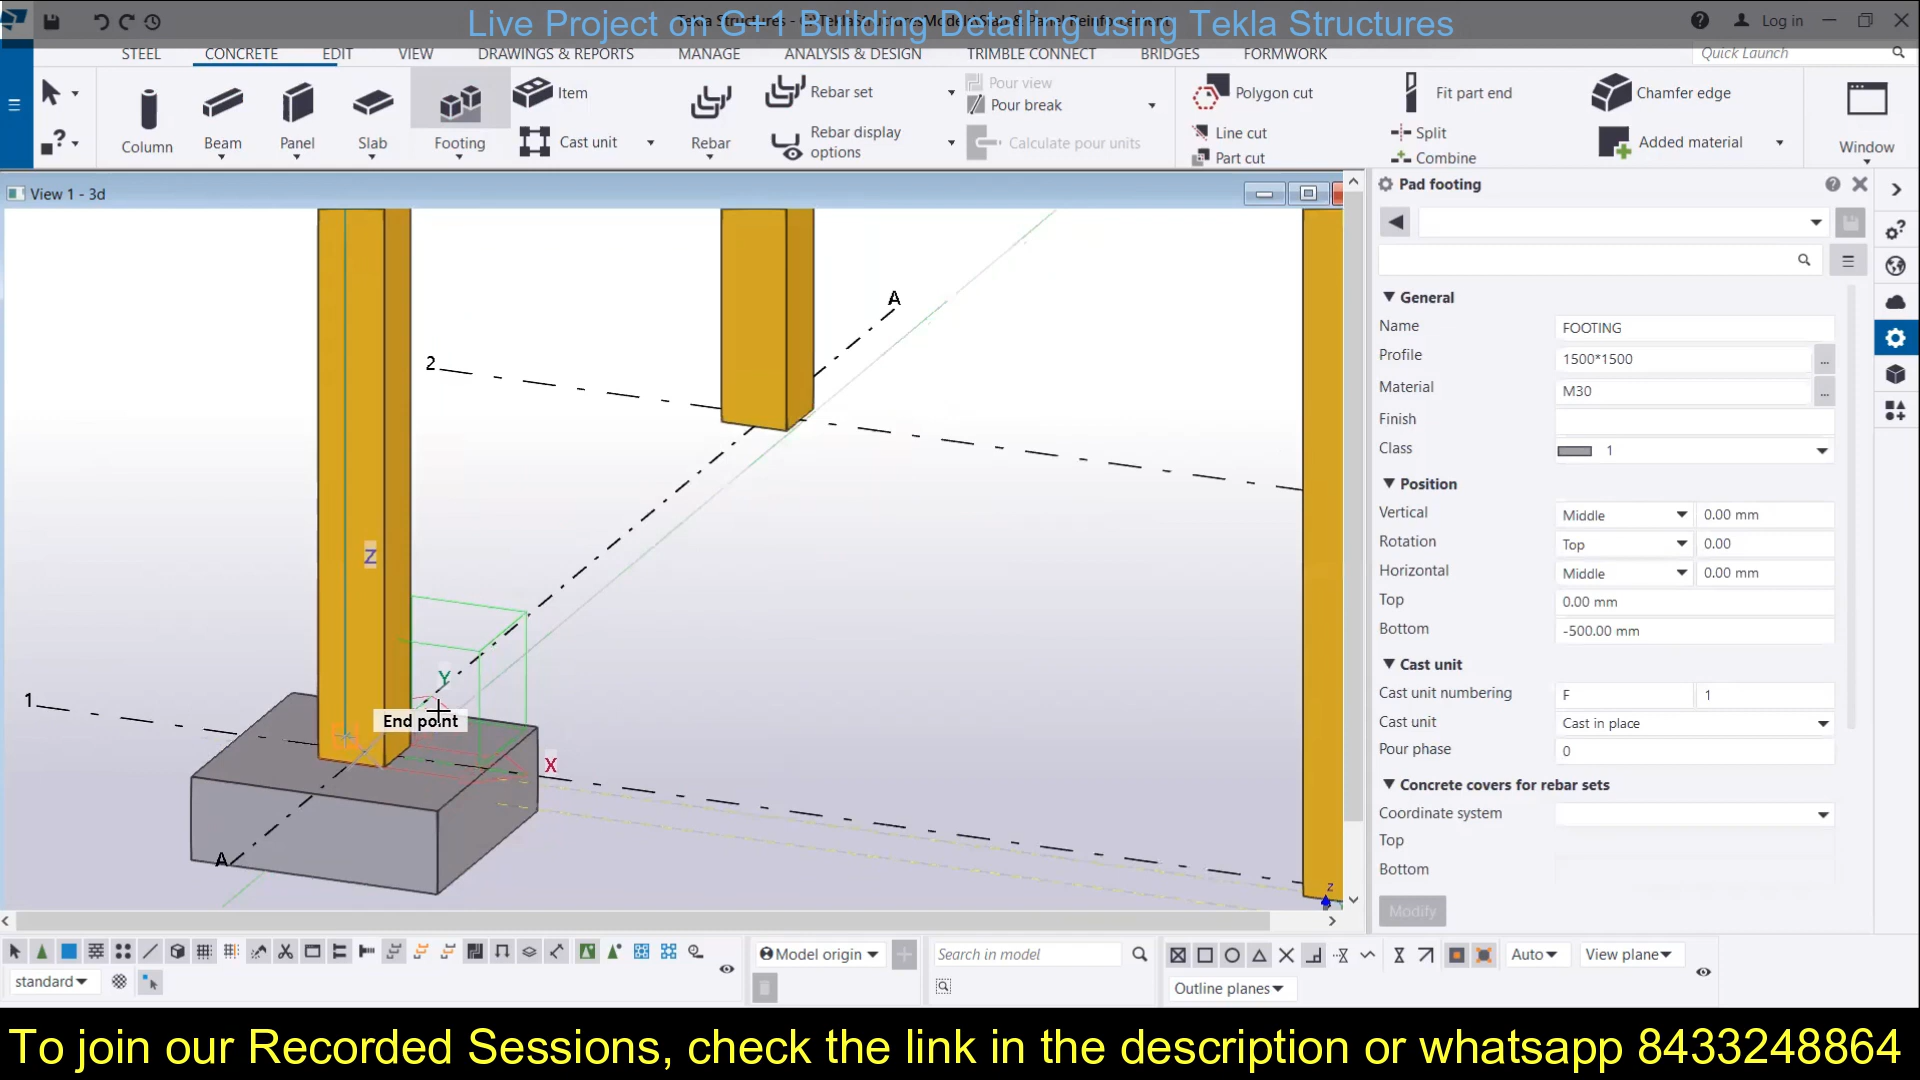 Live Project on G+1 Building Detailing using Tekla Structures
Log in
STEEL CONCRETE EDIT VIEW DRAWINGS & REPORTS MANAGE ANALYSIS & DESIGN TRIMBLE CONNECT BRIDGES FORMWORK Quick Launch
Column Beam Panel Slab Footing
Item
Cast unit
Rebar
Rebar set
Rebar display options
Pour view
Pour break
Calculate pour units
Polygon cut
Line cut
Part cut
Fit part end
Split
Combine
Chamfer edge
Added material
Window
View 1 - 3d
A
2
Z
Y
1
End point
X
A
z
Pad footing
General
Name FOOTING
Profile 1500*1500 ...
Material M30 ...
Finish
Class 1
Position
Vertical Middle 0.00 mm
Rotation Top 0.00
Horizontal Middle 0.00 mm
Top 0.00 mm
Bottom -500.00 mm
Cast unit
Cast unit numbering F 1
Cast unit Cast in place
Pour phase 0
Concrete covers for rebar sets
Coordinate system
Top
Bottom
Modify
Model origin
Search in model
Auto
View plane
standard
Outline planes
To join our Recorded Sessions, check the link in the description or whatsapp 8433248864